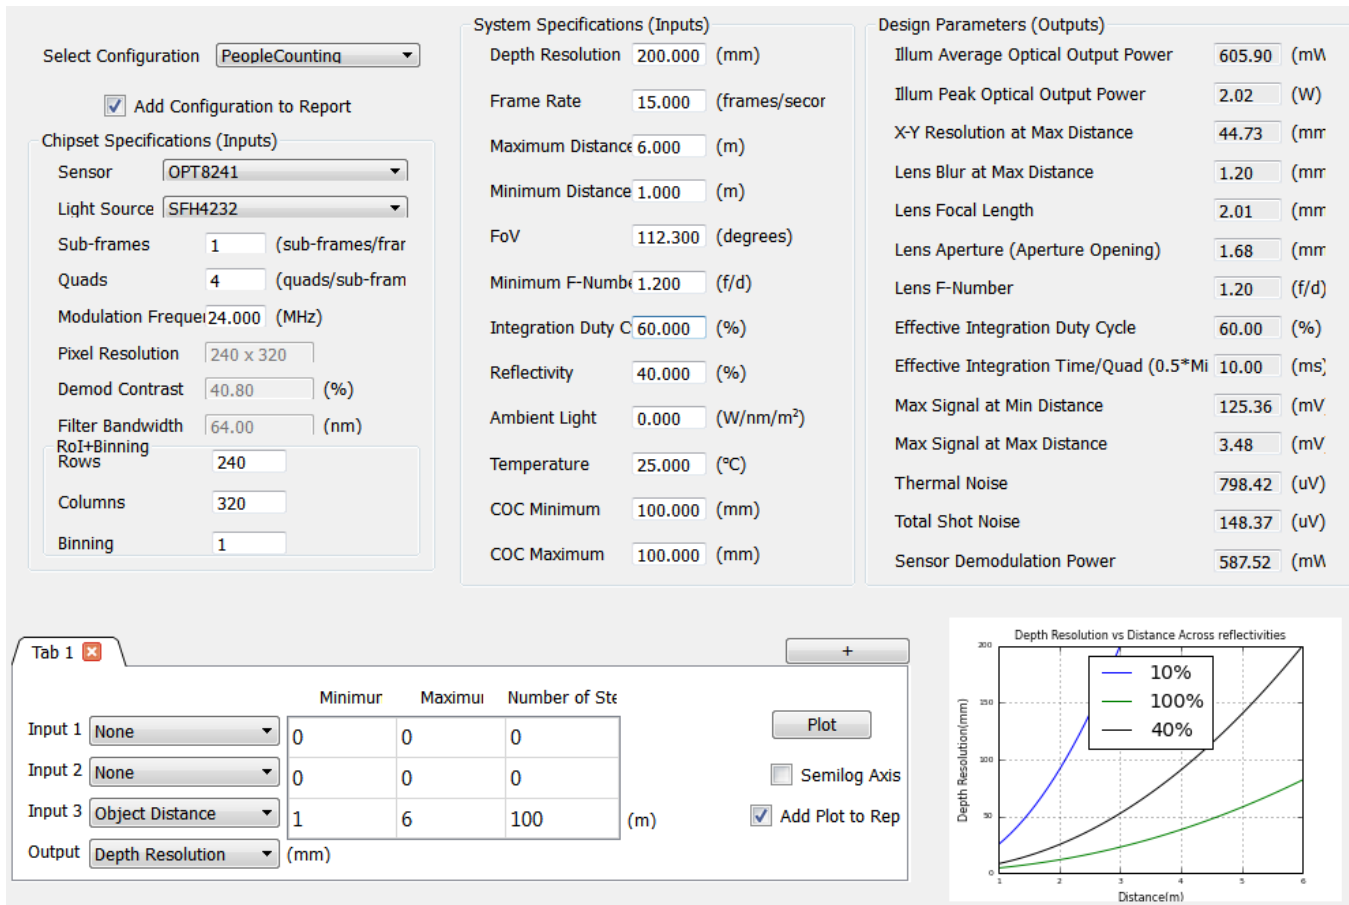 Select Configuration PeopleCounting
Add Configuration to Report
Chipset Specifications (Inputs)
Sensor OPT8241
Light Source SFH4232
Sub-frames 1 (sub-frames/frar
Quads 4 (quads/sub-fram
Modulation Frequer 24.000 (MHz)
Pixel Resolution 240 x 320
Demod Contrast 40.80 (%)
Filter Bandwidth 64.00 (nm)
RoI+Binning
Rows 240
Columns 320
Binning 1
System Specifications (Inputs)
Depth Resolution 200.000 (mm)
Frame Rate 15.000 (frames/secor
Maximum Distance 6.000 (m)
Minimum Distance 1.000 (m)
FoV 112.300 (degrees)
Minimum F-Numbe 1.200 (f/d)
Integration Duty C 60.000 (%)
Reflectivity 40.000 (%)
Ambient Light 0.000 (W/nm/m²)
Temperature 25.000 (°C)
COC Minimum 100.000 (mm)
COC Maximum 100.000 (mm)
Design Parameters (Outputs)
Illum Average Optical Output Power 605.90 (mW
Illum Peak Optical Output Power 2.02 (W)
X-Y Resolution at Max Distance 44.73 (mm
Lens Blur at Max Distance 1.20 (mm
Lens Focal Length 2.01 (mm
Lens Aperture (Aperture Opening) 1.68 (mm
Lens F-Number 1.20 (f/d)
Effective Integration Duty Cycle 60.00 (%)
Effective Integration Time/Quad (0.5*Mi 10.00 (ms)
Max Signal at Min Distance 125.36 (mV
Max Signal at Max Distance 3.48 (mV
Thermal Noise 798.42 (uV)
Total Shot Noise 148.37 (uV)
Sensor Demodulation Power 587.52 (mW
Tab 1 +
Minimur Maximu Number of Ste
Input 1 None 0 0 0 Plot
Input 2 None 0 0 0 Semilog Axis
Input 3 Object Distance 1 6 100 (m) Add Plot to Rep
Output Depth Resolution (mm)
Depth Resolution vs Distance Across reflectivities
10%
100%
40%
Depth Resolution(mm)
200
150
100
50
0
1 2 3 4 5 6
Distance(m)